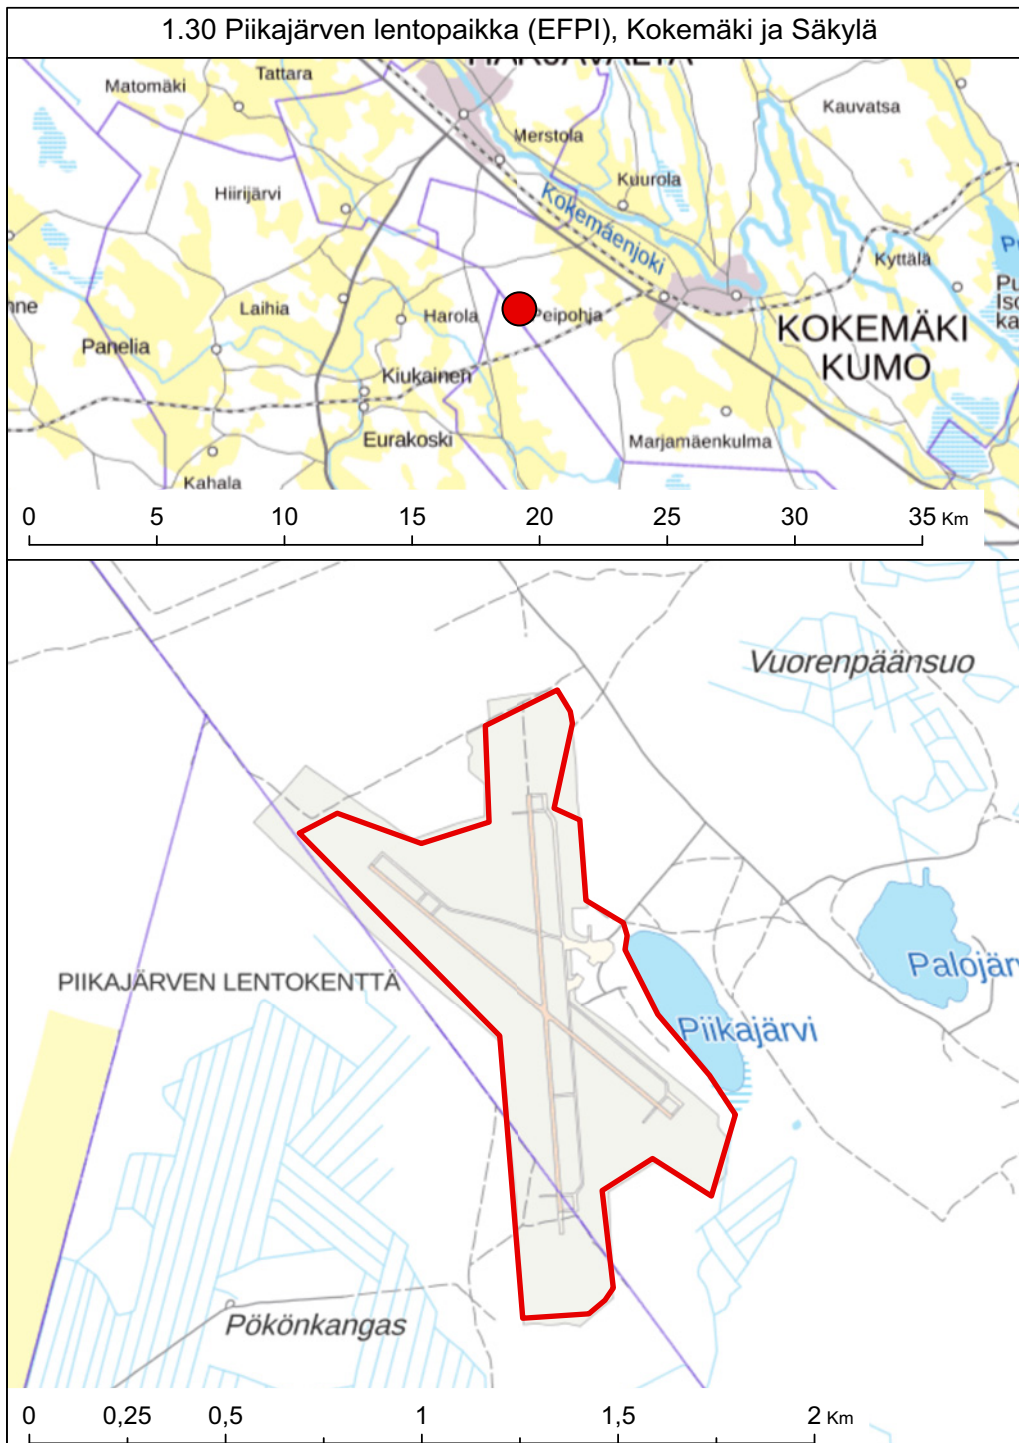 1.30 Piikajärven lentopaikka (EFPI), Kokemäki ja Säkylä
HARJAVALTA
Tattara
Matomäki
Kauvatsa
Merstola
Kuurola
Hiirijärvi
Kokemäenjoki
Kyttälä
Laihia
Harola
Peipohja
Panelia
KOKEMÄKI
KUMO
Kiukainen
Eurakoski
Marjamäenkulma
Kahala
0 5 10 15 20 25 30 35 Km
Vuorenpäänsuo
Palojär
PIIKAJÄRVEN LENTOKENTTÄ
Piikajärvi
Pökönkangas
0 0,25 0,5 1 1,5 2 Km